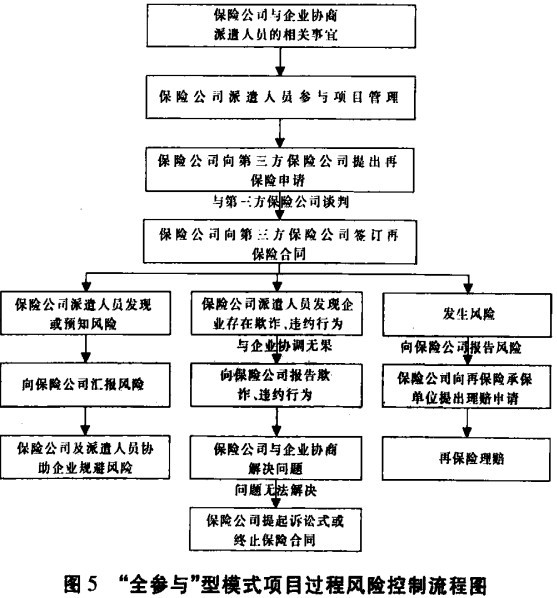 保险公司与企业协商
派遣人员的相关事宜
保险公司派遣人员参与项目管理
保险公司向第三方保险公司提出再
保险申请
与第三方保险公司谈判
保险公司向第三方保险公司签订再
保险合同
保险公司派遣人员发现
或预知风险
向保险公司汇报风险
保险公司及派遣人员协
助企业规避风险
保险公司派遣人员发现企
业存在欺诈、违约行为
与企业协调无果
向保险公司报告欺
诈、违约行为
保险公司与企业协商
解决问题
问题无法解决
保险公司提起诉讼式或
终止保险合同
发生风险
向保险公司报告风险
保险公司向再保险承保
单位提出理赔申请
再保险理赔
图5 “全参与”型模式项目过程风险控制流程图